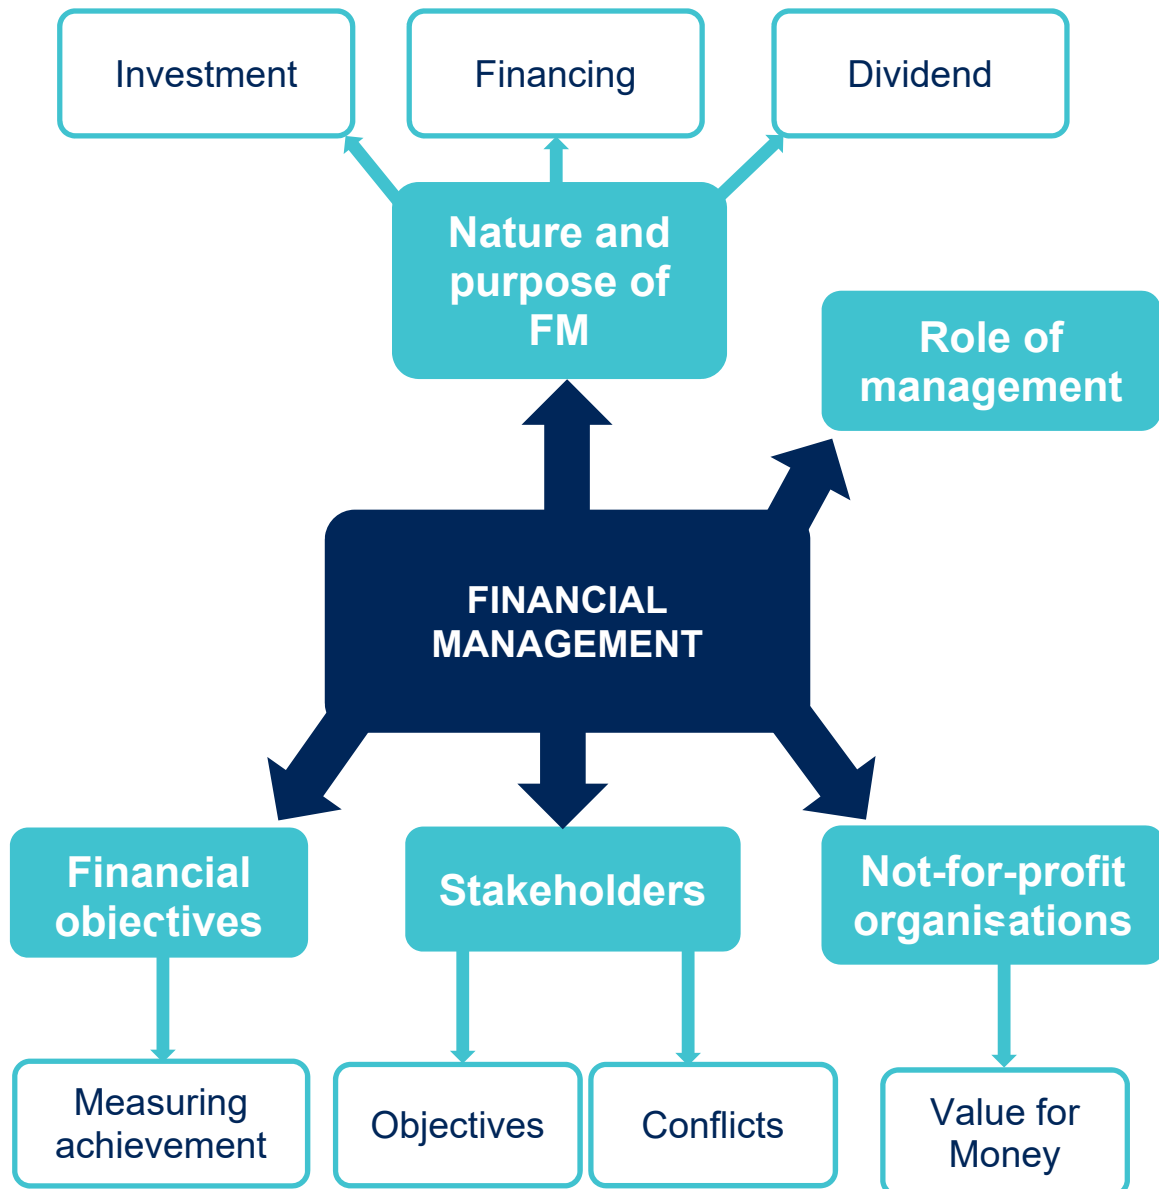 Investment
Financing
Dividend
Nature and
purpose of
FM
Role of
management
FINANCIAL
MANAGEMENT
Financial
objectives
Stakeholders
Not-for-profit
organisations
Measuring
achievement
Objectives
Conflicts
Value for
Money